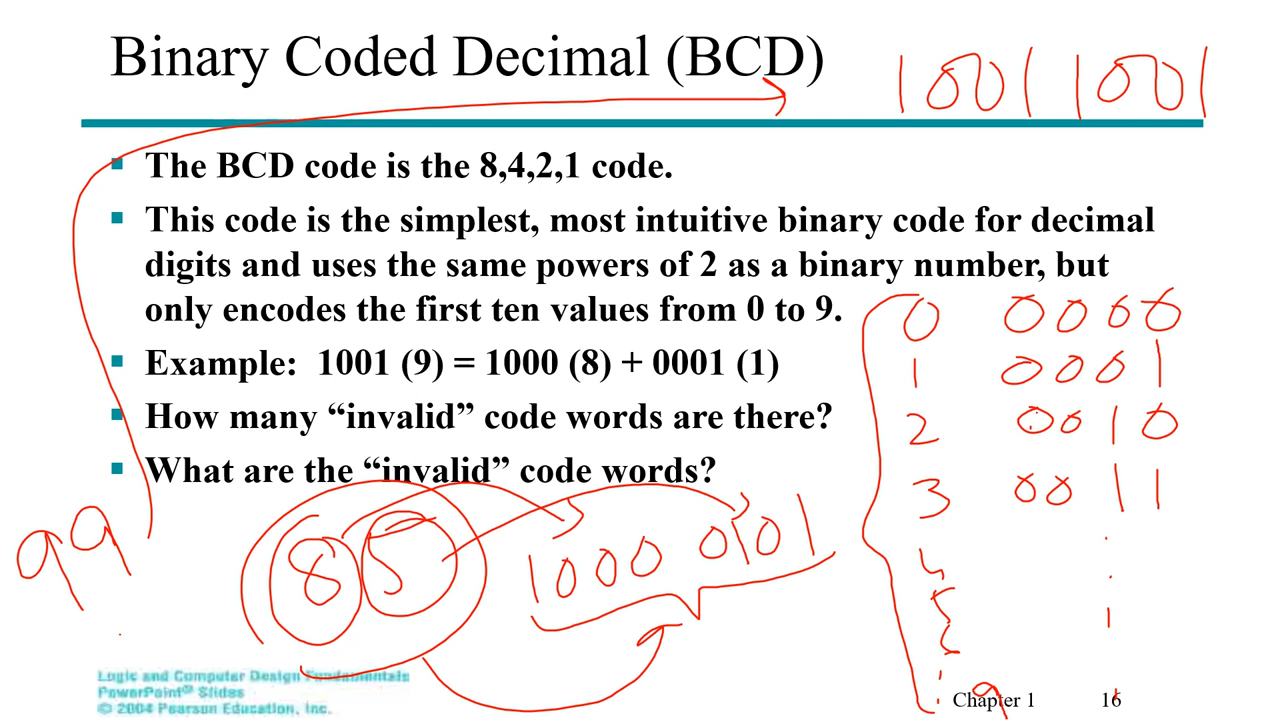 Binary Coded Decimal (BCD)
1001 1001
▪ The BCD code is the 8,4,2,1 code.
▪ This code is the simplest, most intuitive binary code for decimal
digits and uses the same powers of 2 as a binary number, but
only encodes the first ten values from 0 to 9.
▪ Example: 1001 (9) = 1000 (8) + 0001 (1)
▪ How many “invalid” code words are there?
▪ What are the “invalid” code words?
0 0000
1 0001
2 0010
3 0011
4
5
6
9
99
85 1000 0101
Logic and Computer Design Fundamentals
PowerPoint® Slides
© 2004 Pearson Education, Inc.
Chapter 1 16